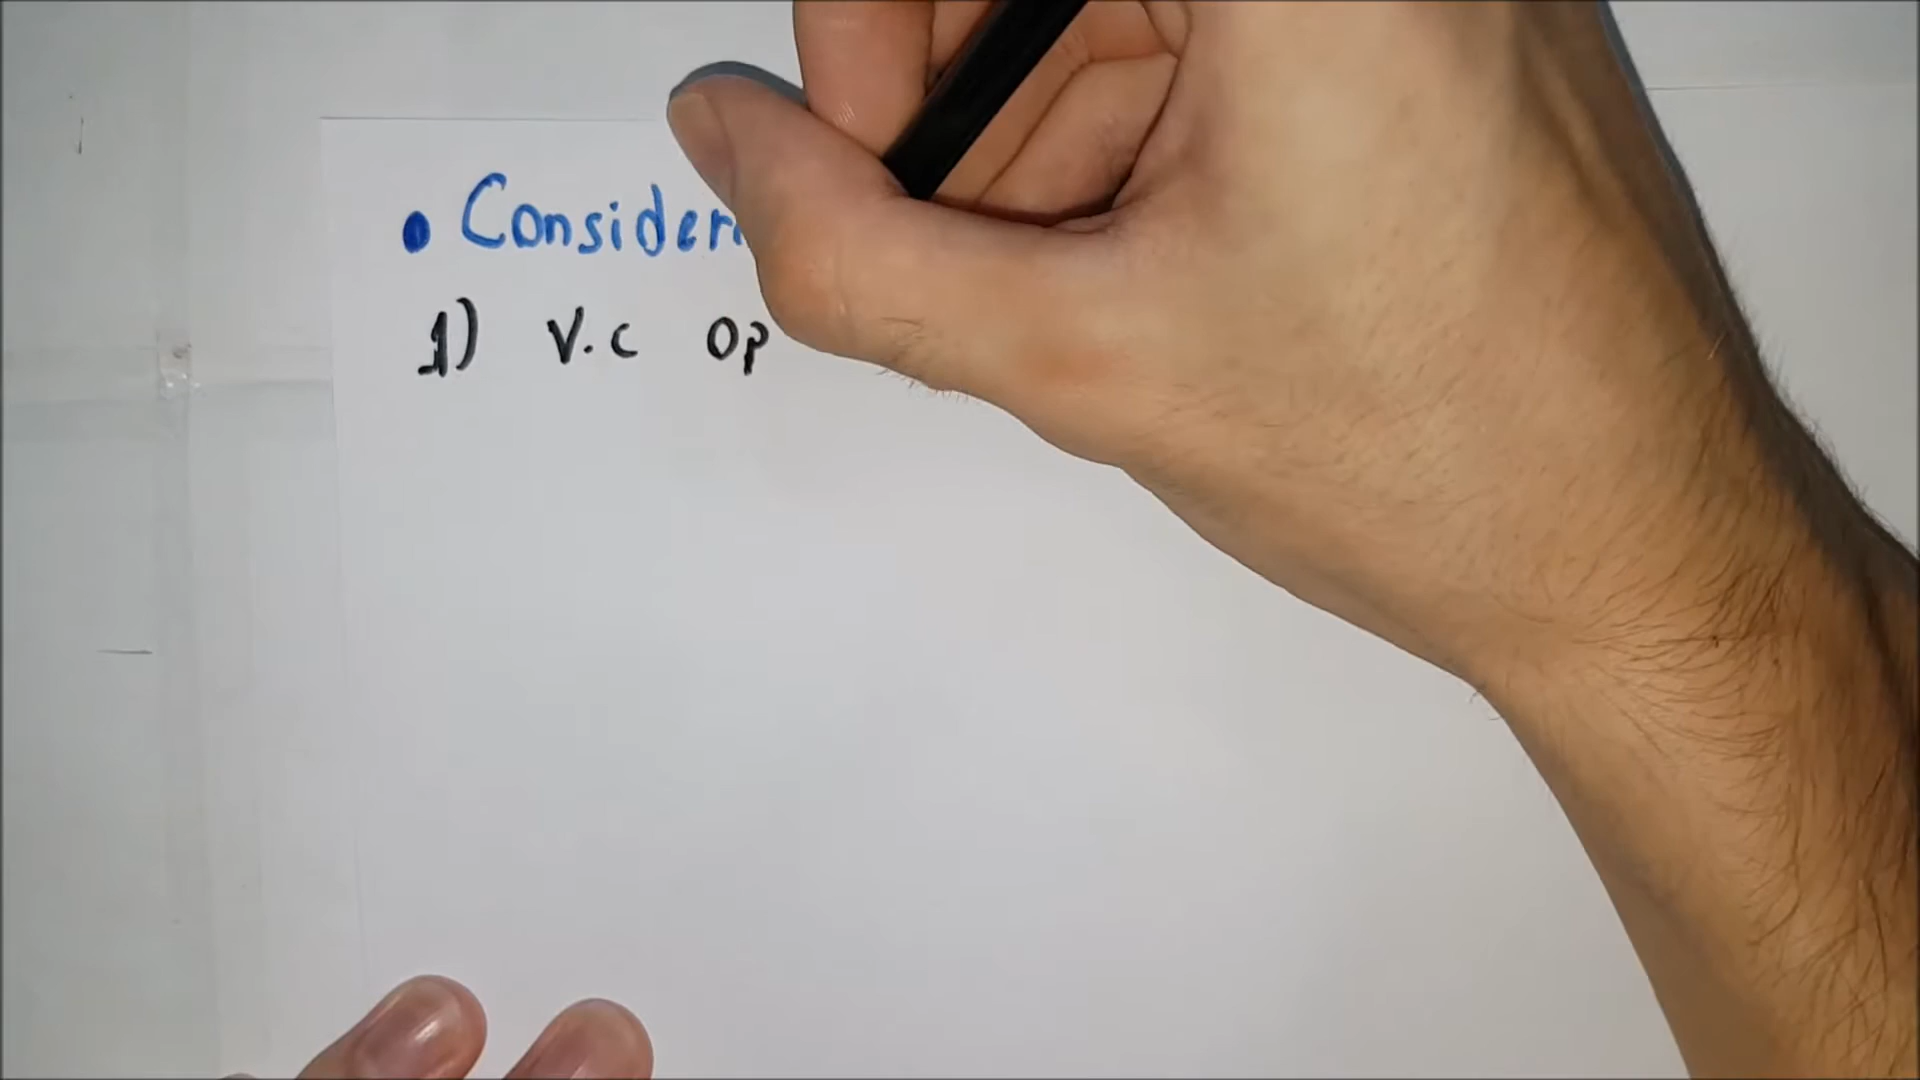 • Consider
1) V.C Op